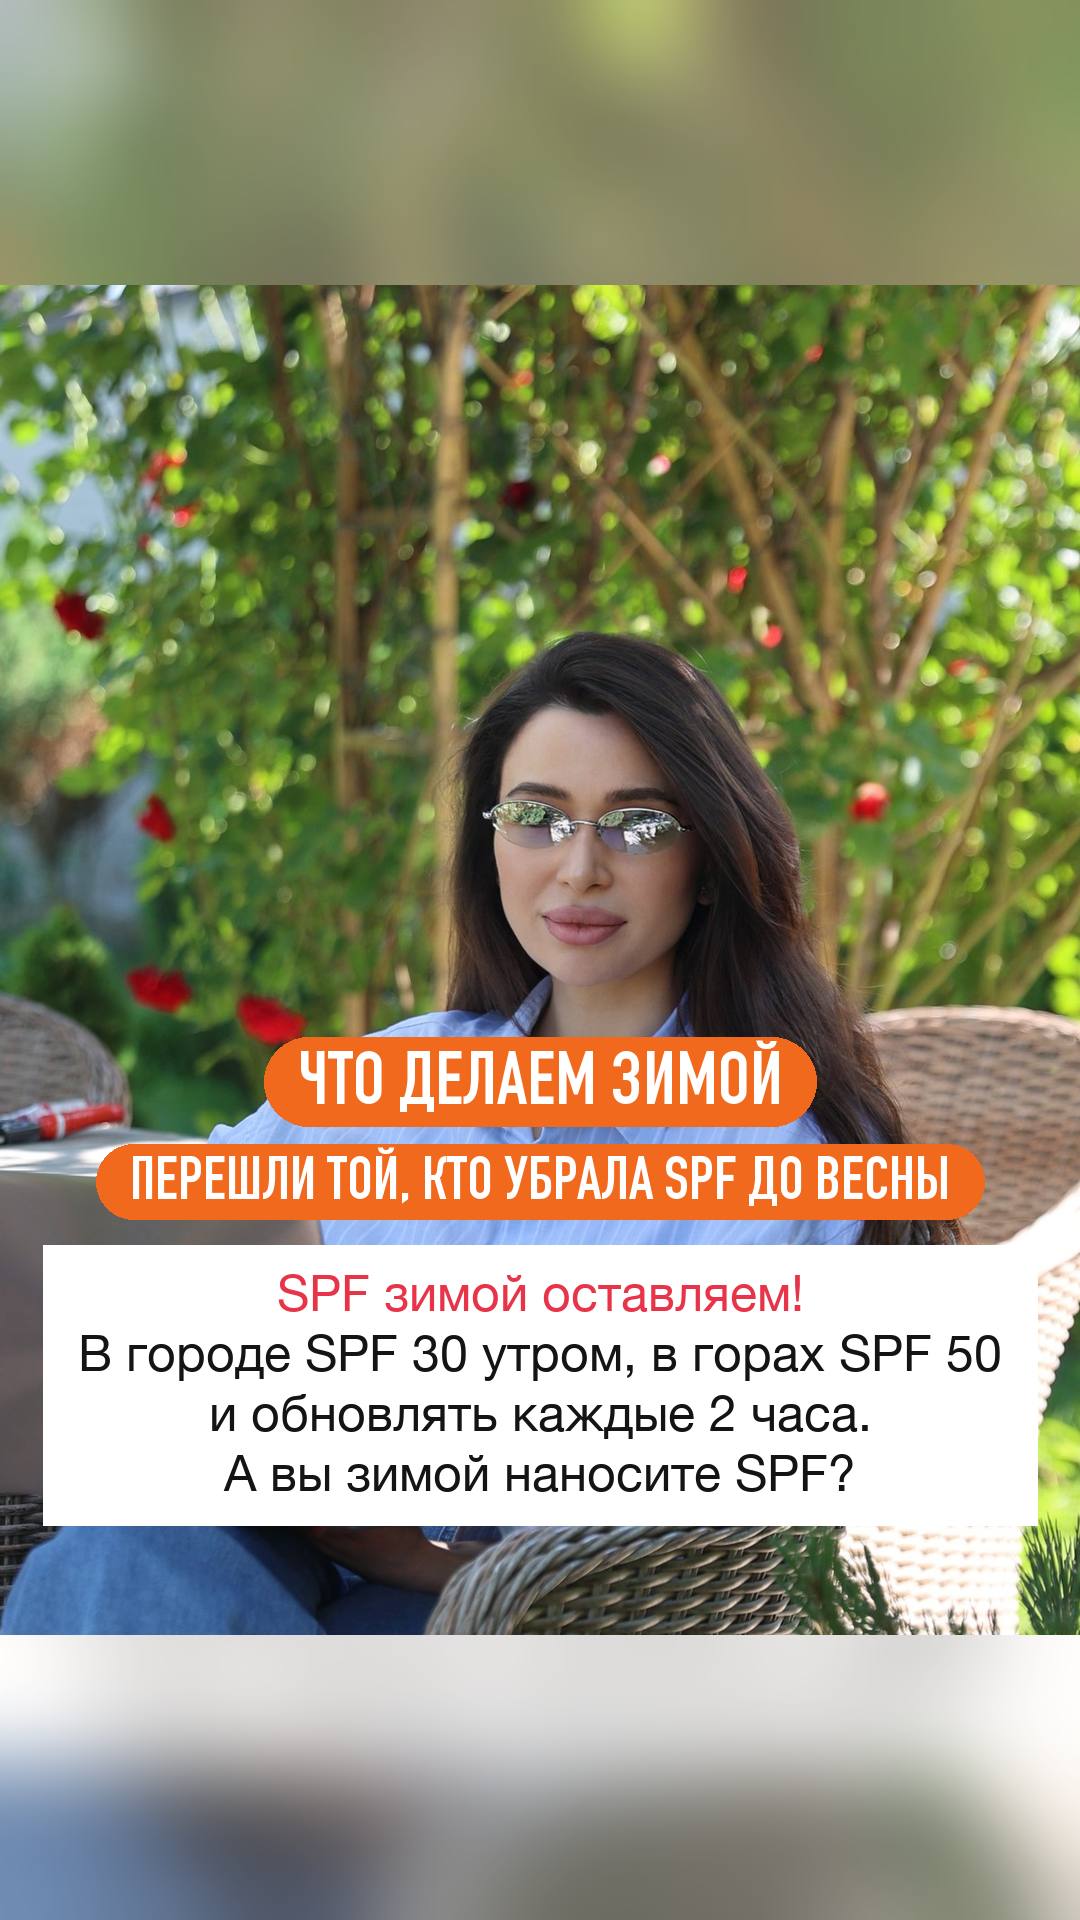 ЧТО ДЕЛАЕМ ЗИМОЙ
ПЕРЕШЛИ ТОЙ, КТО УБРАЛА SPF ДО ВЕСНЫ
SPF зимой оставляем!
В городе SPF 30 утром, в горах SPF 50
и обновлять каждые 2 часа.
А вы зимой наносите SPF?